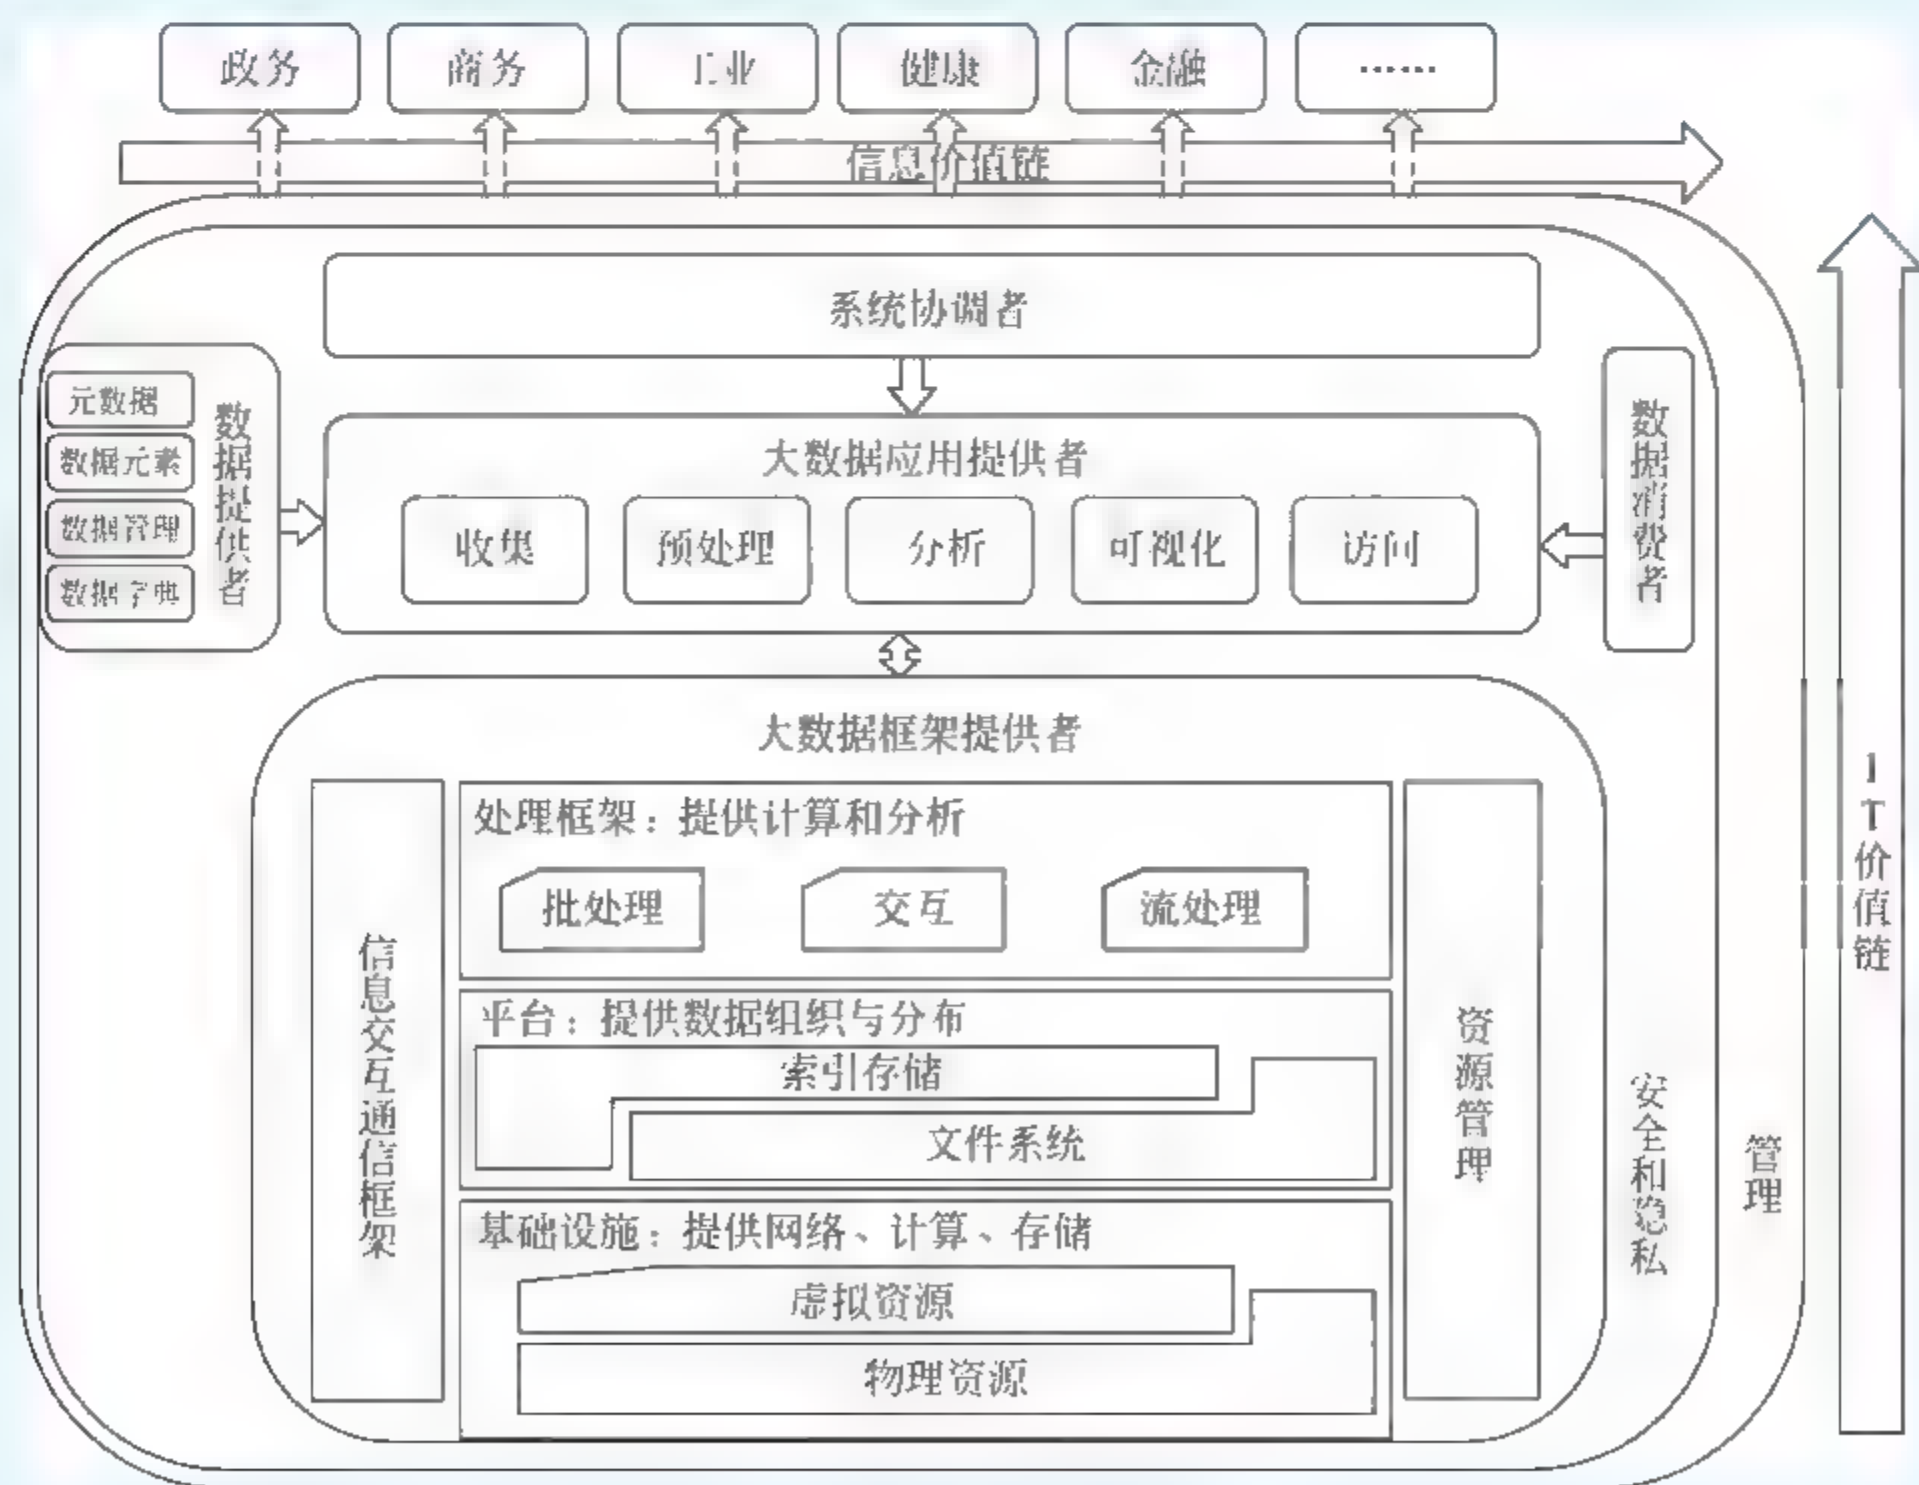 政务
商务
工业
健康
金融
……
信息价值链
系统协调者
元数据
数据元素
数据管理
数据字典
数据提供者
大数据应用提供者
收集
预处理
分析
可视化
访问
数据消费者
大数据框架提供者
信息交互通信框架
处理框架：提供计算和分析
批处理
交互
流处理
平台：提供数据组织与分布
索引存储
文件系统
基础设施：提供网络、计算、存储
虚拟资源
物理资源
资源管理
安全和隐私
管理
IT价值链